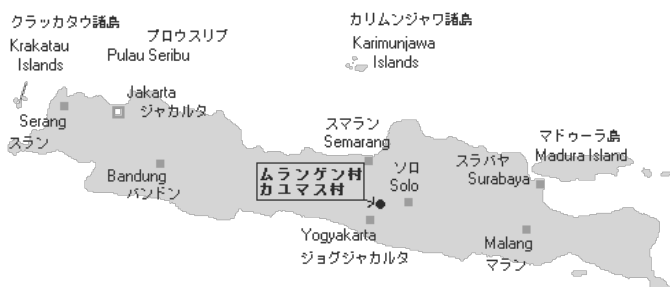 クラッカタウ諸島
Krakatau
Islands
プロウスリブ
Pulau Seribu
カリムンジャワ諸島
Karimunjawa
Islands
Jakarta
ジャカルタ
Serang
スラン
Bandung
バンドン
スマラン
Semarang
ムランゲン村
カユマス村
ソロ
Solo
スラバヤ
Surabaya
マドゥーラ島
Madura Island
Yogyakarta
ジョグジャカルタ
Malang
マラン